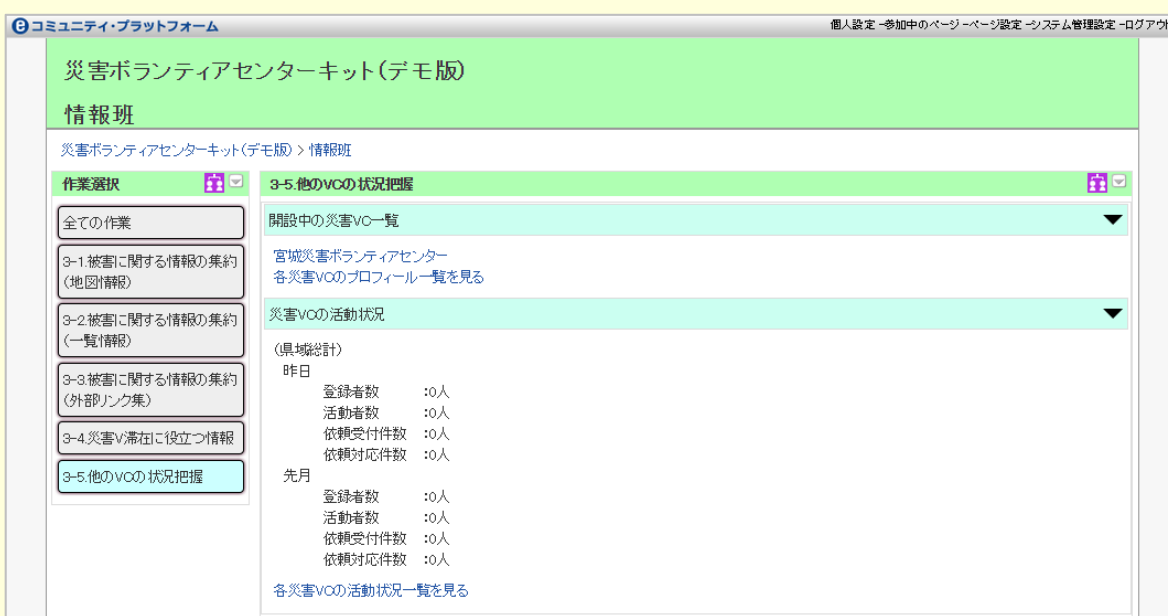 eコミュニティ・プラットフォーム
個人設定 -参加中のページ -ページ設定 -システム管理設定 -ログアウト
災害ボランティアセンターキット(デモ版)
情報班
災害ボランティアセンターキット(デモ版) > 情報班
作業選択
全ての作業
3-1.被害に関する情報の集約
(地図情報)
3-2.被害に関する情報の集約
(一覧情報)
3-3.被害に関する情報の集約
(外部リンク集)
3-4.災害V滞在に役立つ情報
3-5.他のVCの状況把握
3-5.他のVCの状況把握
開設中の災害VC一覧
宮城災害ボランティアセンター
各災害VCのプロフィール一覧を見る
災害VCの活動状況
(県域総計)
昨日
登録者数 :0人
活動者数 :0人
依頼受付件数 :0人
依頼対応件数 :0人
先月
登録者数 :0人
活動者数 :0人
依頼受付件数 :0人
依頼対応件数 :0人
各災害VCの活動状況一覧を見る